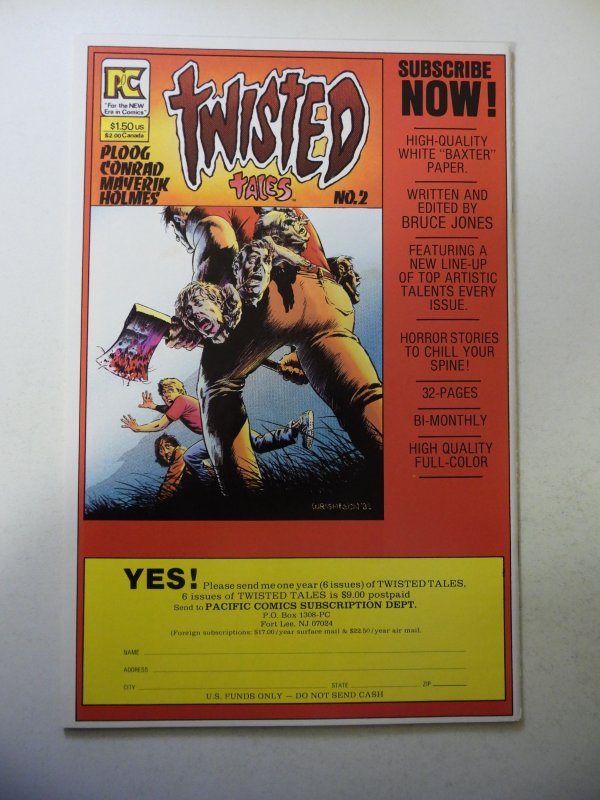 PC
"For the NEW
Era in Comics"
$1.50 US
$2.00 Canada
PLOOG
CONRAD
MAYERIK
HOLMES
TWISTED
TALES™
NO.2
WRIGHTSON '82
SUBSCRIBE
NOW!
HIGH-QUALITY
WHITE "BAXTER"
PAPER.
WRITTEN AND
EDITED BY
BRUCE JONES
FEATURING A
NEW LINE-UP
OF TOP ARTISTIC
TALENTS EVERY
ISSUE.
HORROR STORIES
TO CHILL YOUR
SPINE!
32-PAGES
BI-MONTHLY
HIGH QUALITY
FULL-COLOR
YES! Please send me one year (6 issues) of TWISTED TALES.
6 issues of TWISTED TALES is $9.00 postpaid
Send to PACIFIC COMICS SUBSCRIPTION DEPT.
P.O. Box 1308-PC
Fort Lee, NJ 07024
(Foreign subscriptions: $17.00/year surface mail & $22.50/year air mail.
NAME
ADDRESS
CITY STATE ZIP
U.S. FUNDS ONLY — DO NOT SEND CASH